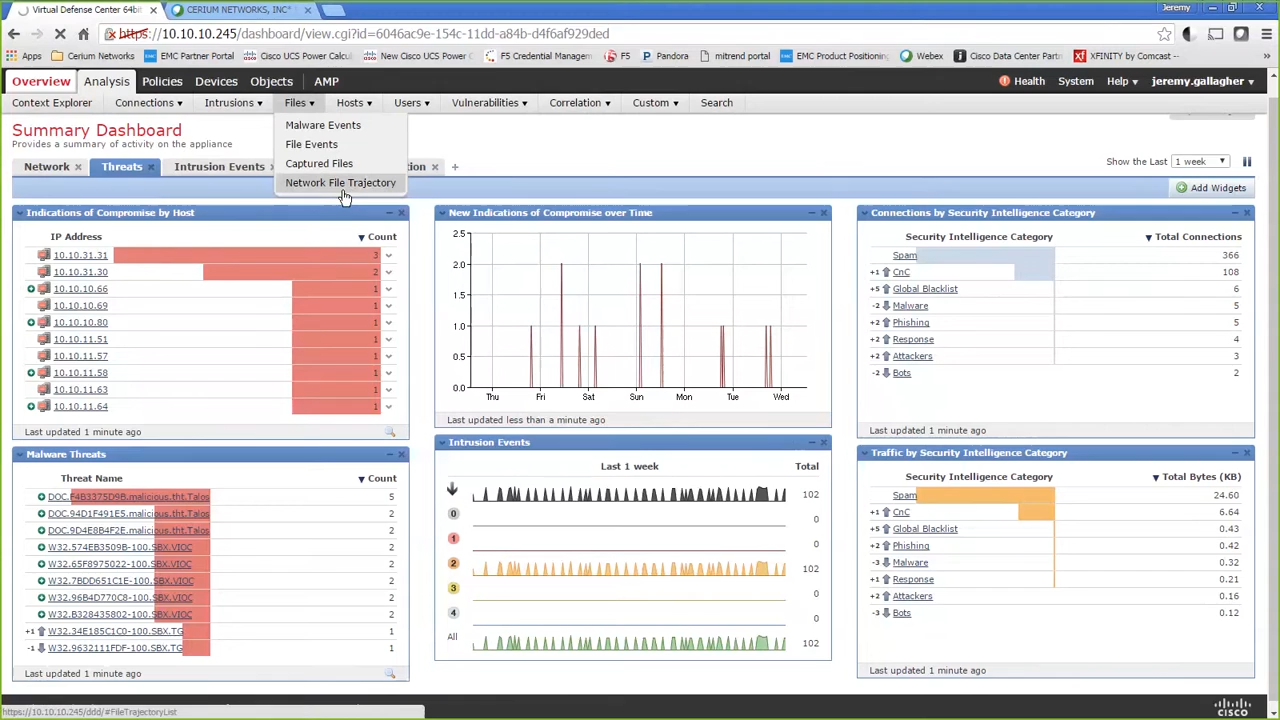 Virtual Defense Center 64bit × CERIUM NETWORKS, INC* × Jeremy
https://10.10.10.245/dashboard/view.cgi?id=6046ac9e-154c-11dd-a84b-d4f6a2929ded
Apps Cerium Networks EMC Partner Portal Cisco UCS Power Calcul New Cisco UCS Power C F5 Credential Managem F5 Pandora mitrend portal EMC Product Positioning Webex Cisco Data Center Part XFINITY by Comcast --
Overview Analysis Policies Devices Objects AMP Health System Help jeremy.gallagher
Context Explorer Connections Intrusions Files Hosts Users Vulnerabilities Correlation Custom Search
Malware Events
File Events
Captured Files
Network File Trajectory
Summary Dashboard
Provides a summary of activity on the appliance
Network × Threats × Intrusion Events tion × + Show the Last 1 week
Add Widgets
Indications of Compromise by Host
IP Address Count
10.10.31.31 3
10.10.31.30 2
10.10.10.66 1
10.10.10.69 1
10.10.10.80 1
10.10.11.51 1
10.10.11.57 1
10.10.11.58 1
10.10.11.63 1
10.10.11.64 1
Last updated 1 minute ago
Malware Threats
Threat Name Count
DOC.F4B3375D9B.malicious.tht.Talos 5
DOC.94D1F491E5.malicious.tht.Talos 2
DOC.9D4E8B4F2E.malicious.tht.Talos 2
W32.574EB3509B-100.SBX.VIOC 2
W32.65F8975022-100.SBX.VIOC 2
W32.7BDD651C1E-100.SBX.VIOC 2
W32.96B4D770C8-100.SBX.VIOC 2
W32.B328435802-100.SBX.VIOC 2
+1 W32.34E185C1C0-100.SBX.TG 1
-1 W32.9632111FDF-100.SBX.TG 1
Last updated 1 minute ago
New Indications of Compromise over Time
2.5
2.0
1.5
1.0
0.5
0.0
Thu Fri Sat Sun Mon Tue Wed
Last updated less than a minute ago
Intrusion Events
Last 1 week Total
102
0 0
1 0
2 102
3 0
4 0
All 102
Connections by Security Intelligence Category
Security Intelligence Category Total Connections
Spam 366
+1 CnC 108
+5 Global Blacklist 6
-2 Malware 5
+2 Phishing 5
+2 Response 4
+2 Attackers 3
-2 Bots 2
Last updated 1 minute ago
Traffic by Security Intelligence Category
Security Intelligence Category Total Bytes (KB)
Spam 24.60
+1 CnC 6.64
+5 Global Blacklist 0.43
+2 Phishing 0.42
-3 Malware 0.32
+1 Response 0.21
+2 Attackers 0.16
-3 Bots 0.12
Last updated 1 minute ago
https://10.10.10.245/ddd/#FileTrajectoryList
CISCO